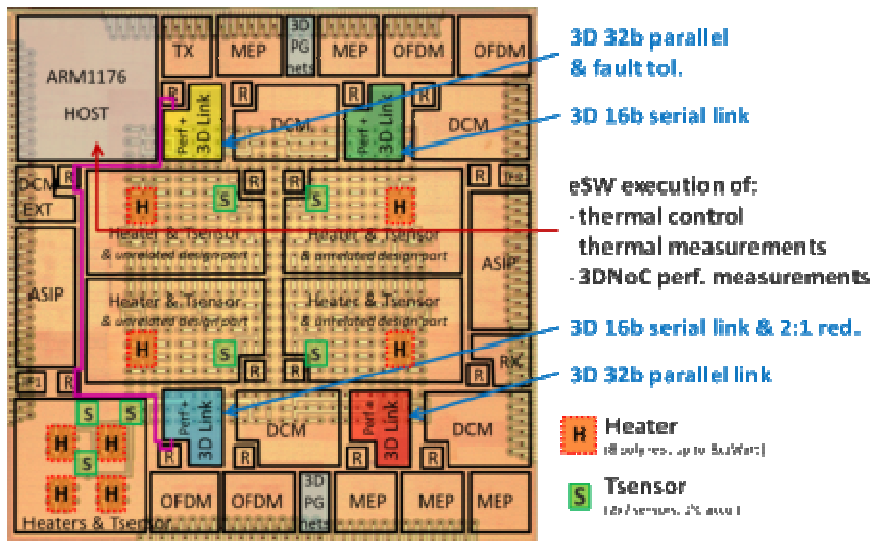 TX MEP 3D PG nets MEP OFDM OFDM
ARM1176
HOST
R Perf + 3D Link R DCM R Perf + 3D Link DCM
DCM
EXT
R R R R
H S S H
Heater & Tsensor
& unrelated design part
Heater & Tsensor
& unrelated design part
ASIP ASIP
Heater & Tsensor
& unrelated design part
Heater & Tsensor
& unrelated design part
H S S H
R R R R RX
Perf + 3D Link DCM Perf + 3D Link DCM
S S
H H
S
R R R R
H H
Heaters & Tsensor
OFDM OFDM 3D PG nets MEP MEP MEP
3D 32b parallel
& fault tol.
3D 16b serial link
eSW execution of:
- thermal control
thermal measurements
- 3DNoC perf. measurements
3D 16b serial link & 2:1 red.
3D 32b parallel link
H Heater
S Tsensor